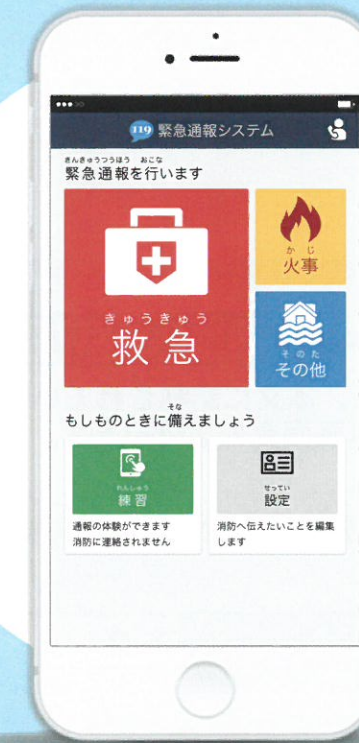 119 緊急通報システム
きんきゅうつうほう おこな
緊急通報を行います
きゅうきゅう
救急
かじ
火事
そのた
その他
そな
もしものときに備えましょう
れんしゅう
練習
通報の体験ができます
消防に連絡されません
せってい
設定
消防へ伝えたいことを編集
します